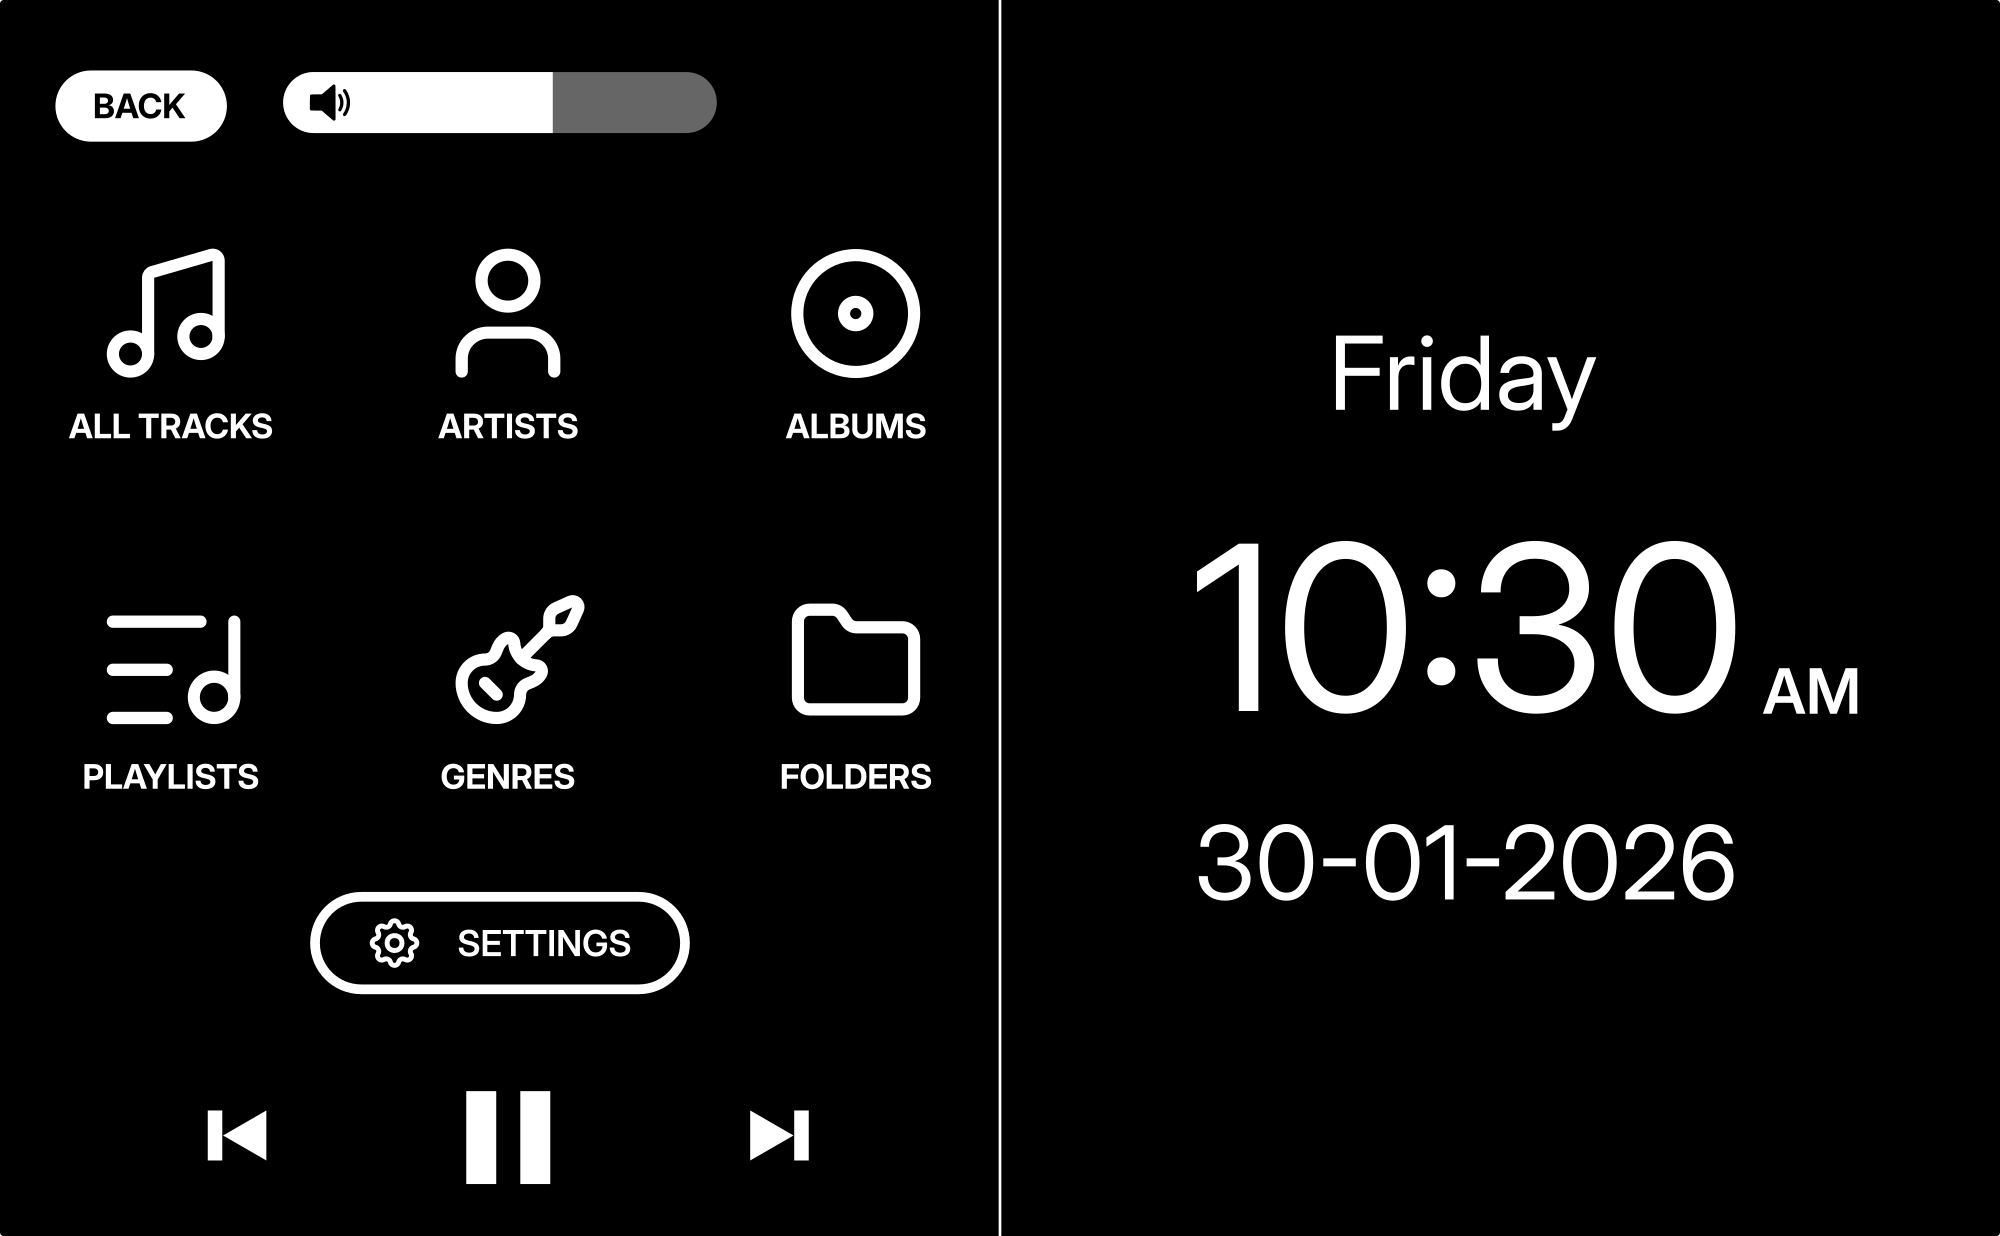 BACK
ALL TRACKS
ARTISTS
ALBUMS
PLAYLISTS
GENRES
FOLDERS
SETTINGS
Friday
10:30 AM
30-01-2026